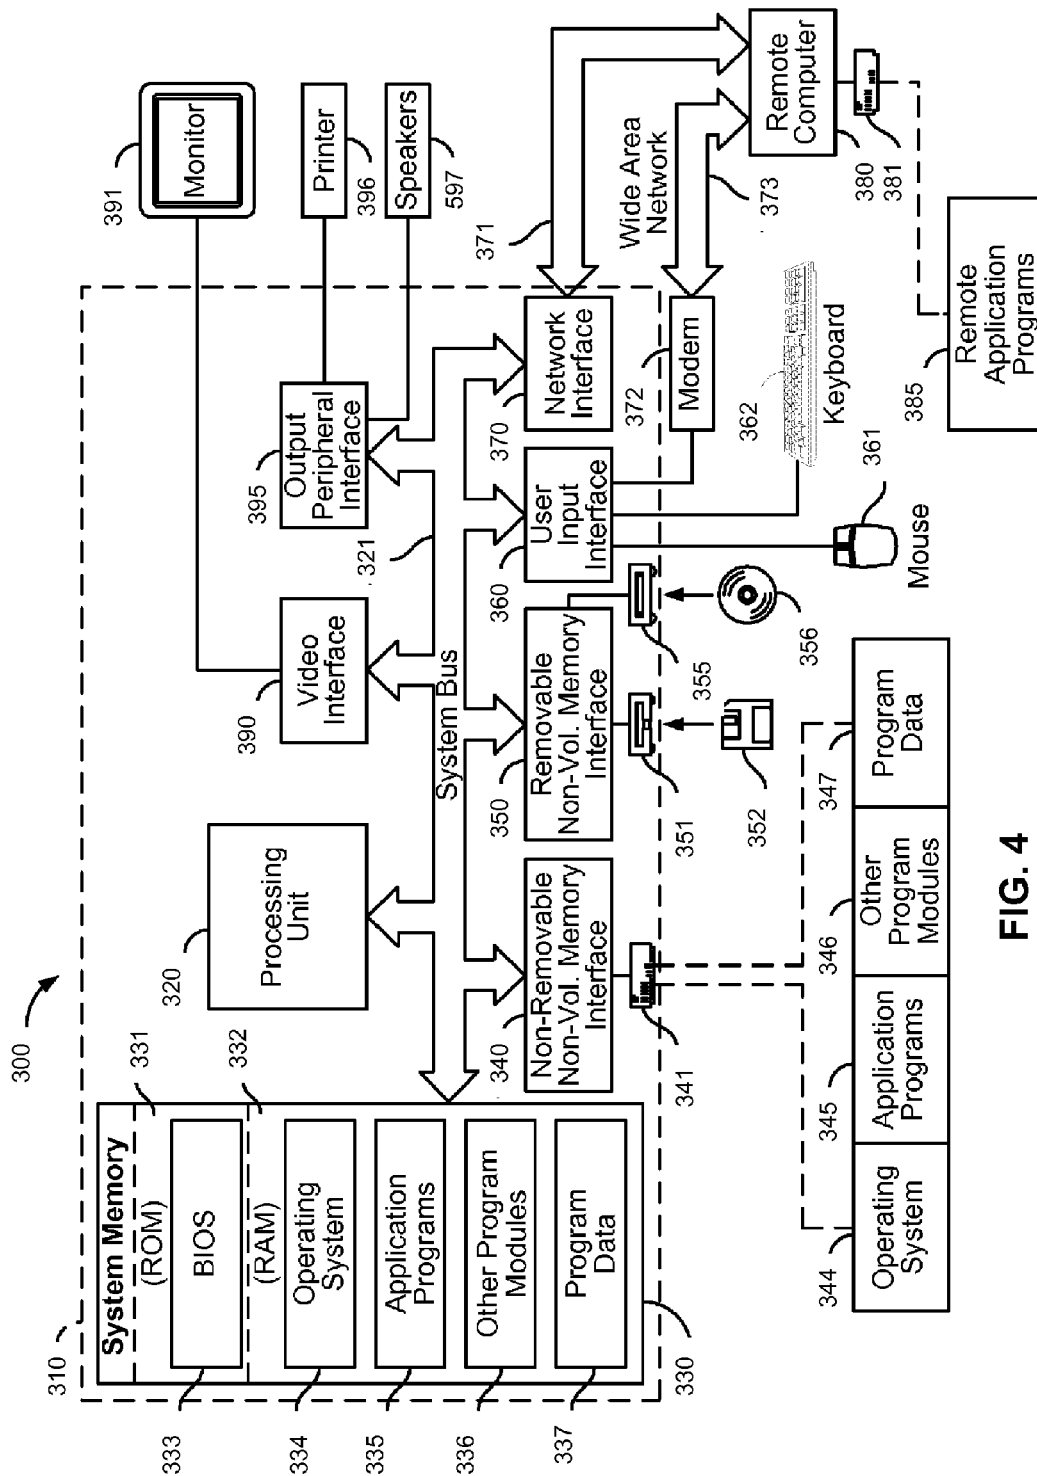 300
310
System Memory
(ROM)
331
BIOS
333
(RAM)
332
Operating
System
334
Application
Programs
335
Other Program
Modules
336
Program
Data
337
330
320
Processing
Unit
390
Video
Interface
395
Output
Peripheral
Interface
391
Monitor
Printer
396
Speakers
597
321
System Bus
340
Non-Removable
Non-Vol. Memory
Interface
350
Removable
Non-Vol. Memory
Interface
360
User
Input
Interface
370
Network
Interface
371
Wide Area
Network
373
372
Modem
Remote
Computer
380
381
341
351
355
352
356
362
Keyboard
361
Mouse
385
Remote
Application
Programs
344
Operating
System
345
Application
Programs
346
Other
Program
Modules
347
Program
Data
FIG. 4